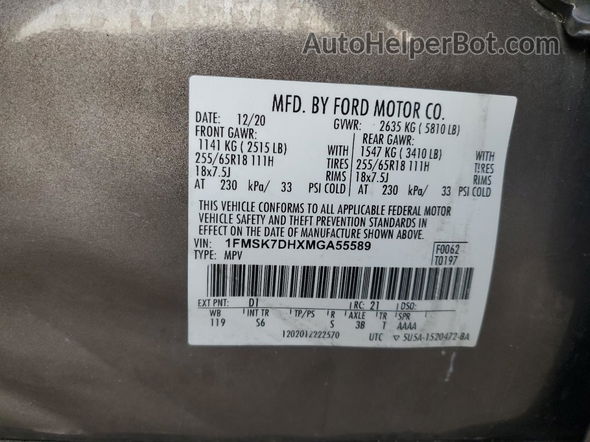 AutoHelperBot.com
MFD. BY FORD MOTOR CO.
DATE: 12/20 GVWR: 2635 KG ( 5810 LB)
FRONT GAWR: REAR GAWR:
1141 KG ( 2515 LB) WITH 1547 KG ( 3410 LB) WITH
255/65R18 111H TIRES 255/65R18 111H TIRES
18x7.5J RIMS 18x7.5J RIMS
AT 230 kPa/ 33 PSI COLD AT 230 kPa/ 33 PSI COLD
THIS VEHICLE CONFORMS TO ALL APPLICABLE FEDERAL MOTOR
VEHICLE SAFETY AND THEFT PREVENTION STANDARDS IN
EFFECT ON THE DATE OF MANUFACTURE SHOWN ABOVE.
VIN: 1FMSK7DHXMGA55589 F0062
TYPE: MPV T0197
EXT PNT: D1 RC: 21 DSO:
WB INT TR TP/PS R AXLE TR SPR
119 S6 S 3B T AAAA
1202012222570 UTC ▽ 5U5A-1520472-BA